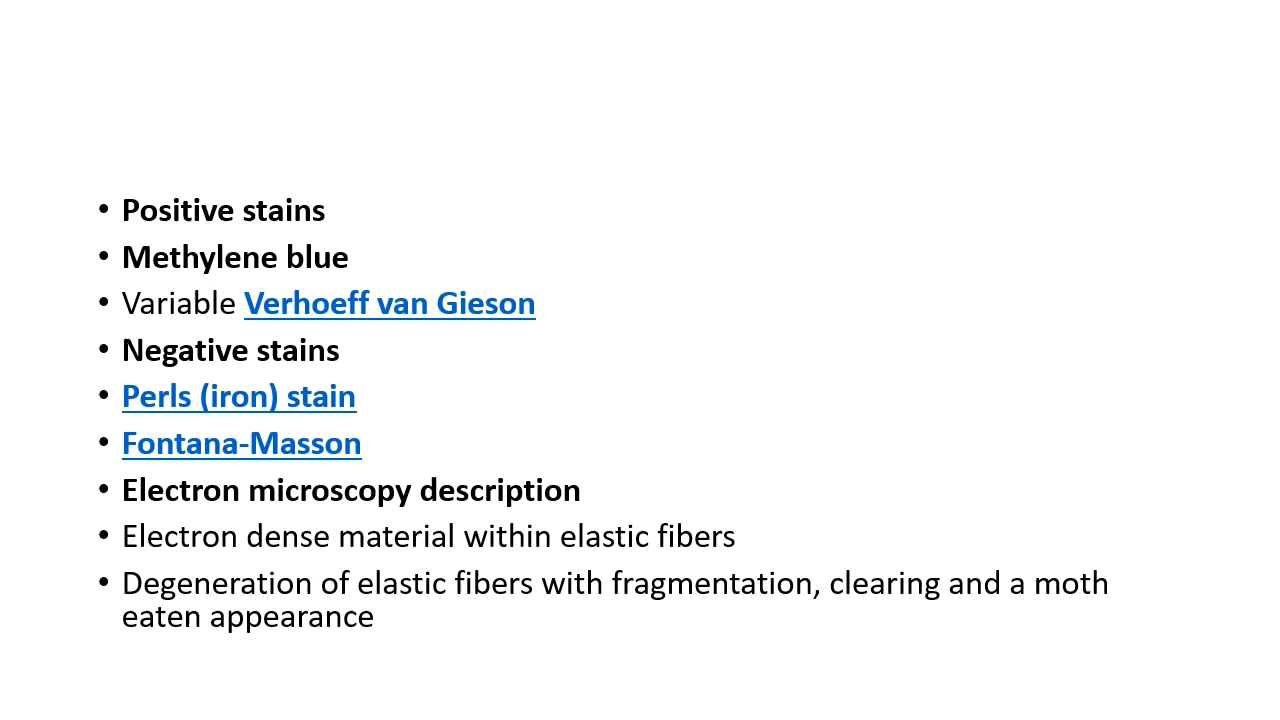 • Positive stains
• Methylene blue
• Variable Verhoeff van Gieson
• Negative stains
• Perls (iron) stain
• Fontana-Masson
• Electron microscopy description
• Electron dense material within elastic fibers
• Degeneration of elastic fibers with fragmentation, clearing and a moth
eaten appearance